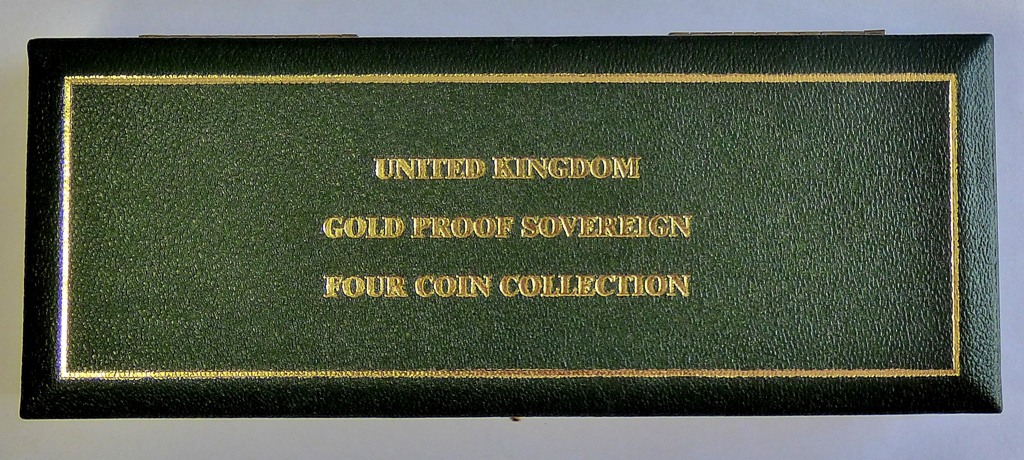 UNITED KINGDOM
GOLD PROOF SOVEREIGN
FOUR COIN COLLECTION